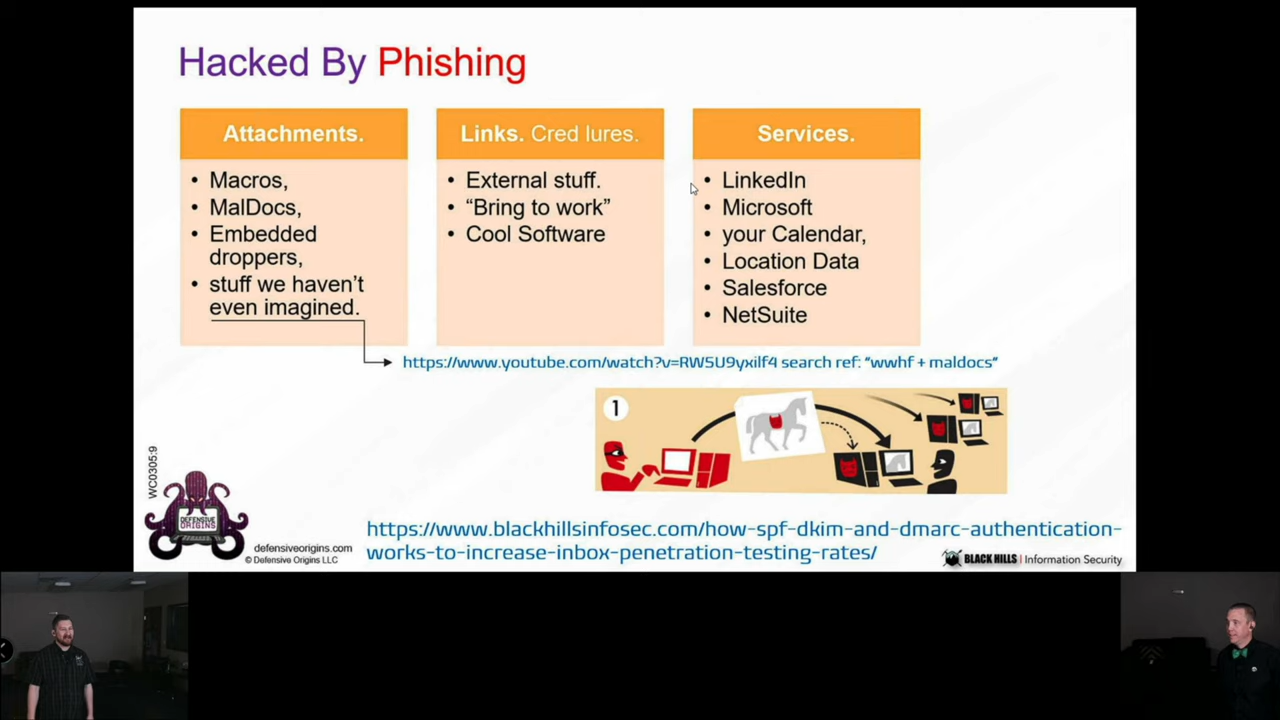 Hacked By Phishing
Attachments.
• Macros,
• MalDocs,
• Embedded
droppers,
• stuff we haven't
even imagined.
Links. Cred lures.
• External stuff.
• “Bring to work”
• Cool Software
Services.
• LinkedIn
• Microsoft
• your Calendar,
• Location Data
• Salesforce
• NetSuite
https://www.youtube.com/watch?v=RW5U9yxilf4 search ref: “wwhf + maldocs”
1
WC0305:9
DEFENSIVE
ORIGINS
defensiveorigins.com
© Defensive Origins LLC
https://www.blackhillsinfosec.com/how-spf-dkim-and-dmarc-authentication-
works-to-increase-inbox-penetration-testing-rates/
BLACK HILLS | Information Security